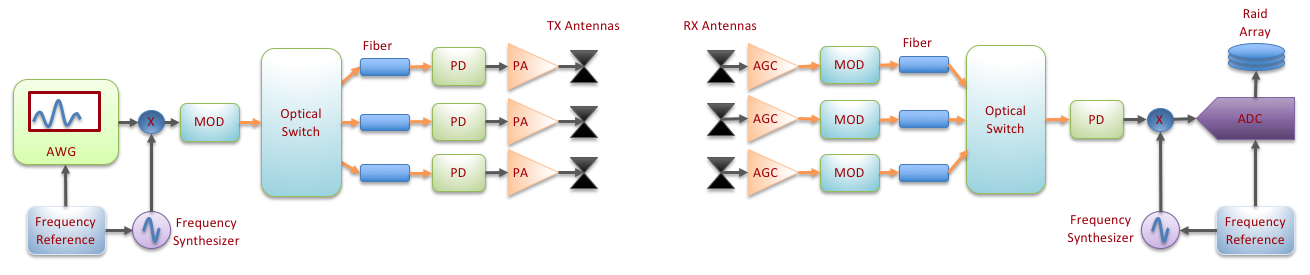 TX Antennas
Fiber
PD
PA
AWG
X
MOD
Optical
Switch
PD
PA
PD
PA
Frequency
Reference
Frequency
Synthesizer
RX Antennas
Raid
Array
Fiber
AGC
MOD
AGC
MOD
Optical
Switch
PD
X
ADC
AGC
MOD
Frequency
Synthesizer
Frequency
Reference